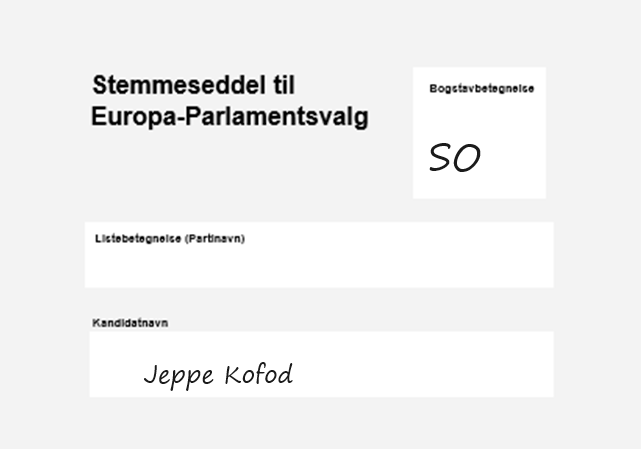 Stemmeseddel til
Europa-Parlamentsvalg
Bogstavbetegnelse
SO
Listebetegnelse (Partinavn)
Kandidatnavn
Jeppe Kofod